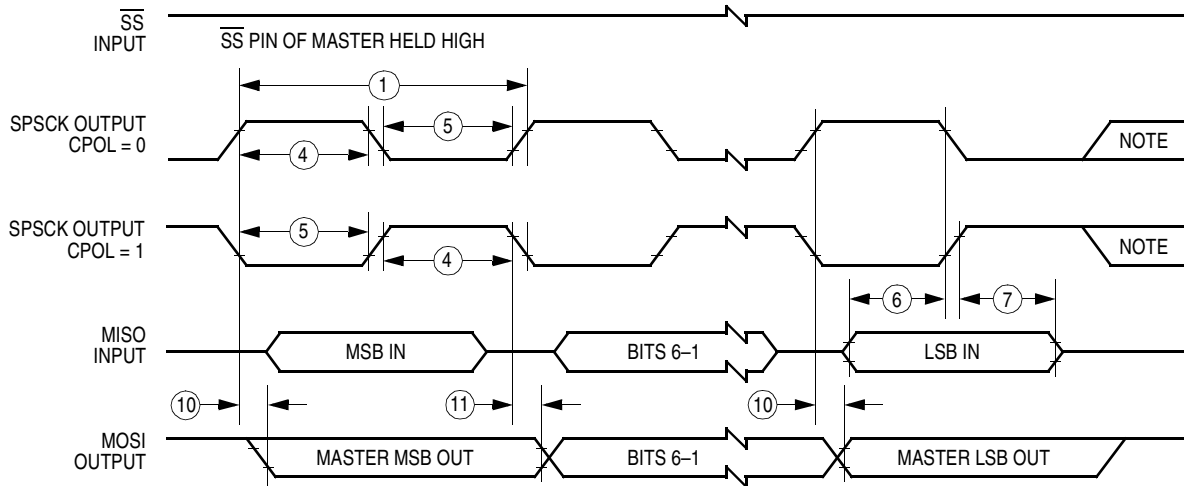 SS
INPUT
SS PIN OF MASTER HELD HIGH
1
SPSCK OUTPUT
CPOL = 0
5
4
NOTE
SPSCK OUTPUT
CPOL = 1
5
4
NOTE
6
7
MISO
INPUT
MSB IN
BITS 6–1
LSB IN
10
11
10
MOSI
OUTPUT
MASTER MSB OUT
BITS 6–1
MASTER LSB OUT